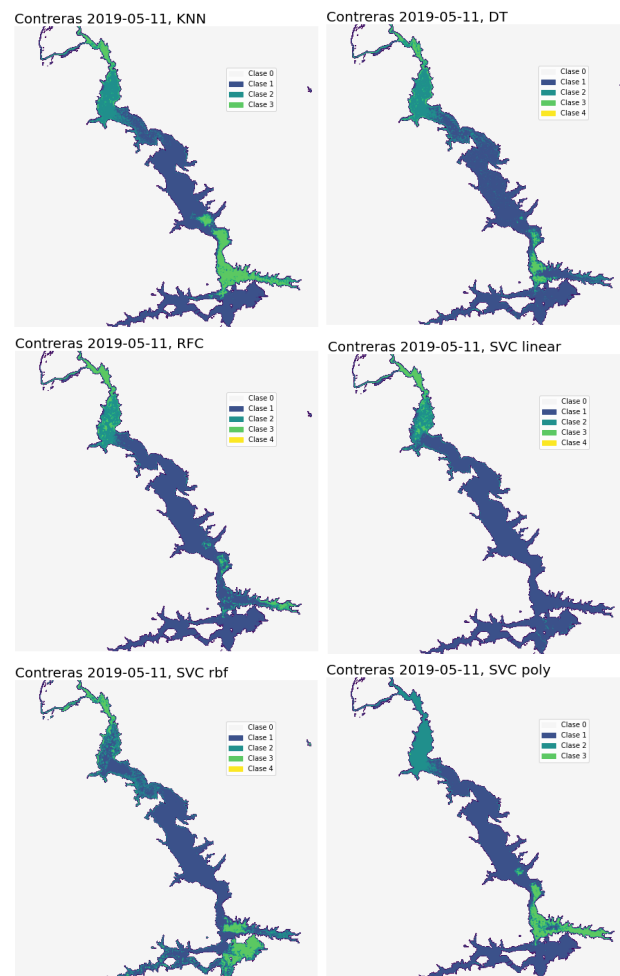 Contreras 2019-05-11, KNN
Clase 0
Clase 1
Clase 2
Clase 3
Contreras 2019-05-11, DT
Clase 0
Clase 1
Clase 2
Clase 3
Clase 4
Contreras 2019-05-11, RFC
Clase 0
Clase 1
Clase 2
Clase 3
Clase 4
Contreras 2019-05-11, SVC linear
Clase 0
Clase 1
Clase 2
Clase 3
Clase 4
Contreras 2019-05-11, SVC rbf
Clase 0
Clase 1
Clase 2
Clase 3
Clase 4
Contreras 2019-05-11, SVC poly
Clase 0
Clase 1
Clase 2
Clase 3